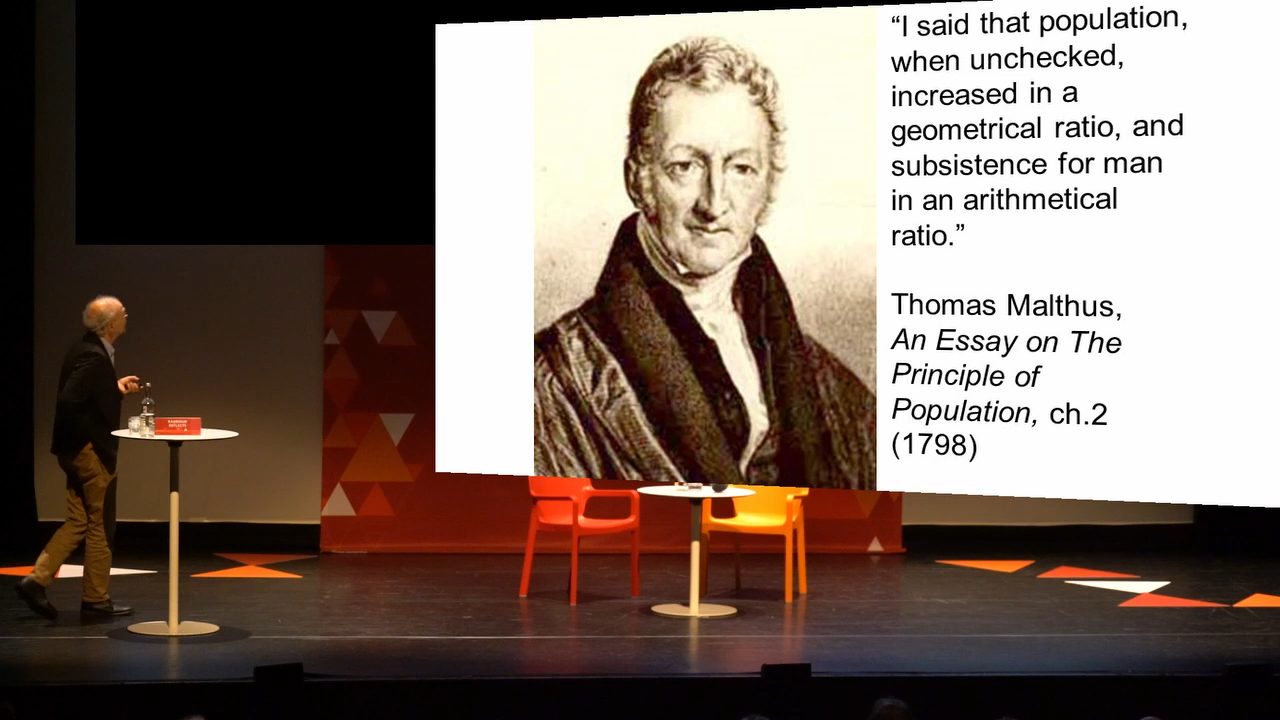 “I said that population,
when unchecked,
increased in a
geometrical ratio, and
subsistence for man
in an arithmetical
ratio.”
Thomas Malthus,
An Essay on The
Principle of
Population, ch.2
(1798)